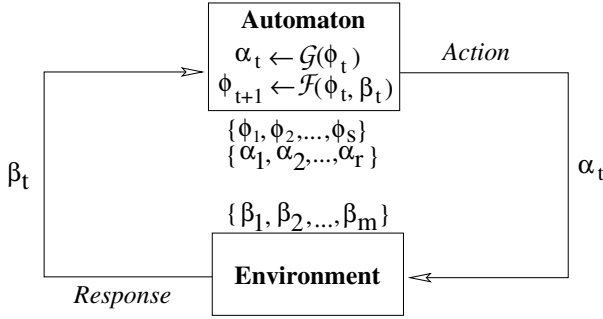 Automaton
α_t ← G(ϕ_t)
ϕ_{t+1} ← F(ϕ_t, β_t)
Action
{ϕ_1, ϕ_2,...,ϕ_s}
{α_1, α_2,...,α_r}
β_t
α_t
{β_1, β_2,...,β_m}
Environment
Response